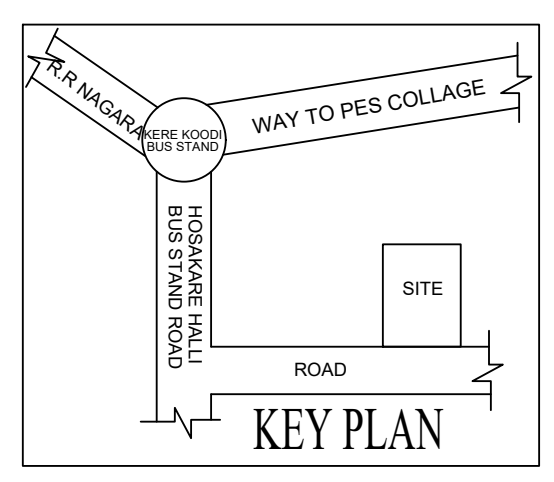 R.R NAGARA
KERE KOODI
BUS STAND
WAY TO PES COLLAGE
HOSAKARE HALLI
BUS STAND ROAD
SITE
ROAD
KEY PLAN